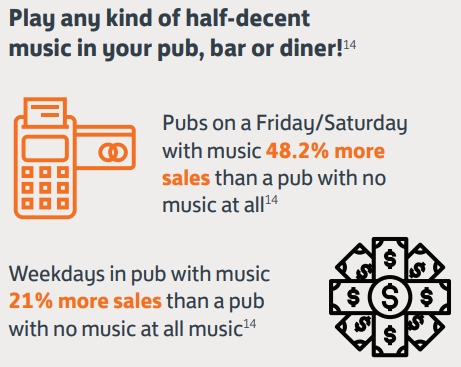 Play any kind of half-decent
music in your pub, bar or diner!14
Pubs on a Friday/Saturday
with music 48.2% more
sales than a pub with no
music at all14
Weekdays in pub with music
21% more sales than a pub
with no music at all music14
$
$
$
$
$
$
$
$
$